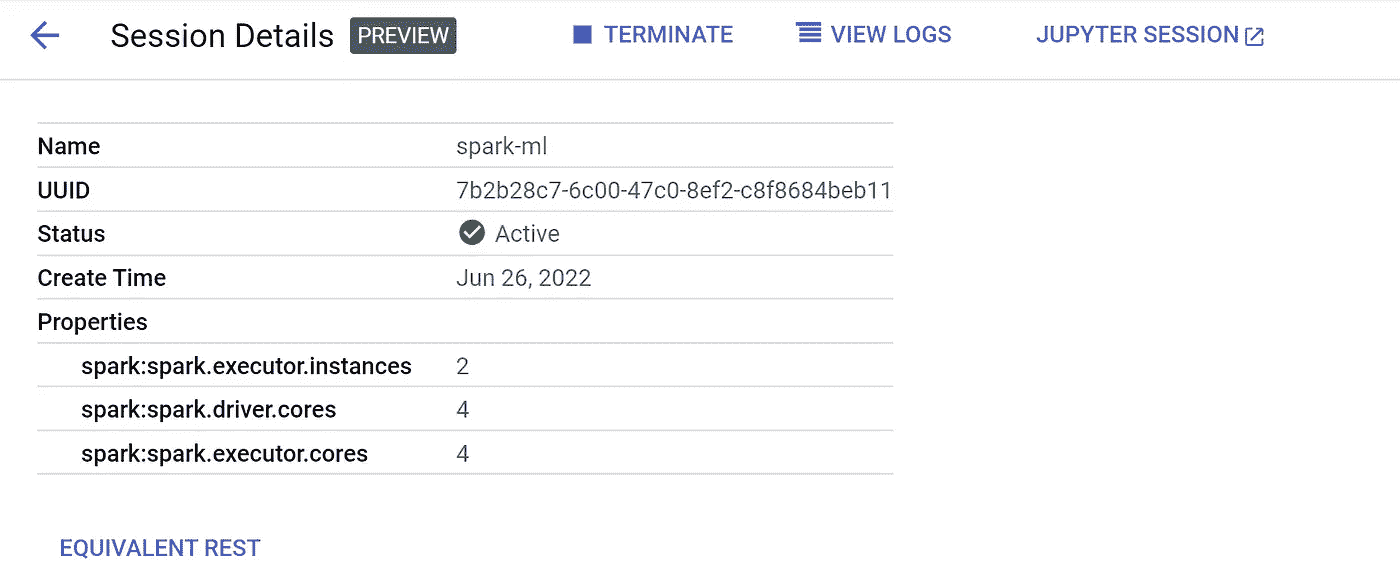 Session Details PREVIEW TERMINATE VIEW LOGS JUPYTER SESSION
Name spark-ml
UUID 7b2b28c7-6c00-47c0-8ef2-c8f8684beb11
Status Active
Create Time Jun 26, 2022
Properties
spark:spark.executor.instances 2
spark:spark.driver.cores 4
spark:spark.executor.cores 4
EQUIVALENT REST